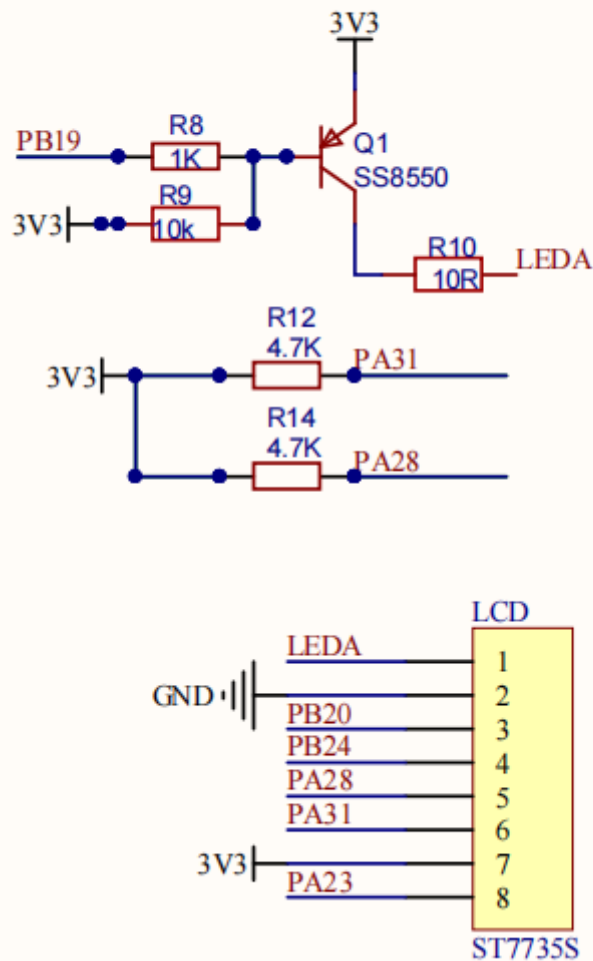 3V3
PB19
R8
1K
Q1
SS8550
R9
3V3
10k
R10
10R
LEDA
R12
4.7K
PA31
3V3
R14
4.7K
PA28
LCD
LEDA
1
GND
2
PB20
3
PB24
4
PA28
5
PA31
6
3V3
7
PA23
8
ST7735S